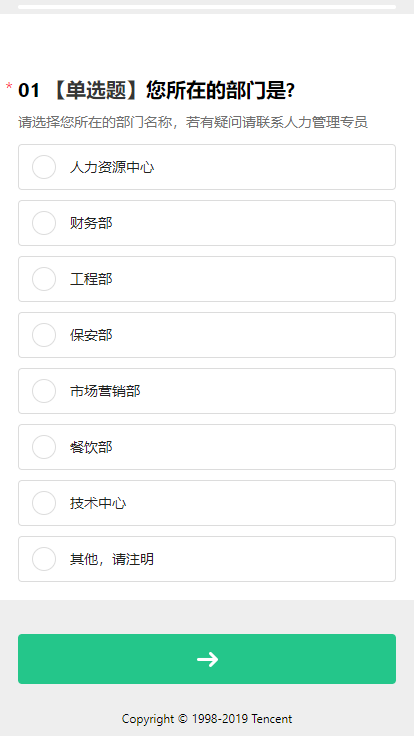 * 01 【单选题】您所在的部门是?
请选择您所在的部门名称，若有疑问请联系人力管理专员
人力资源中心
财务部
工程部
保安部
市场营销部
餐饮部
技术中心
其他，请注明
Copyright © 1998-2019 Tencent